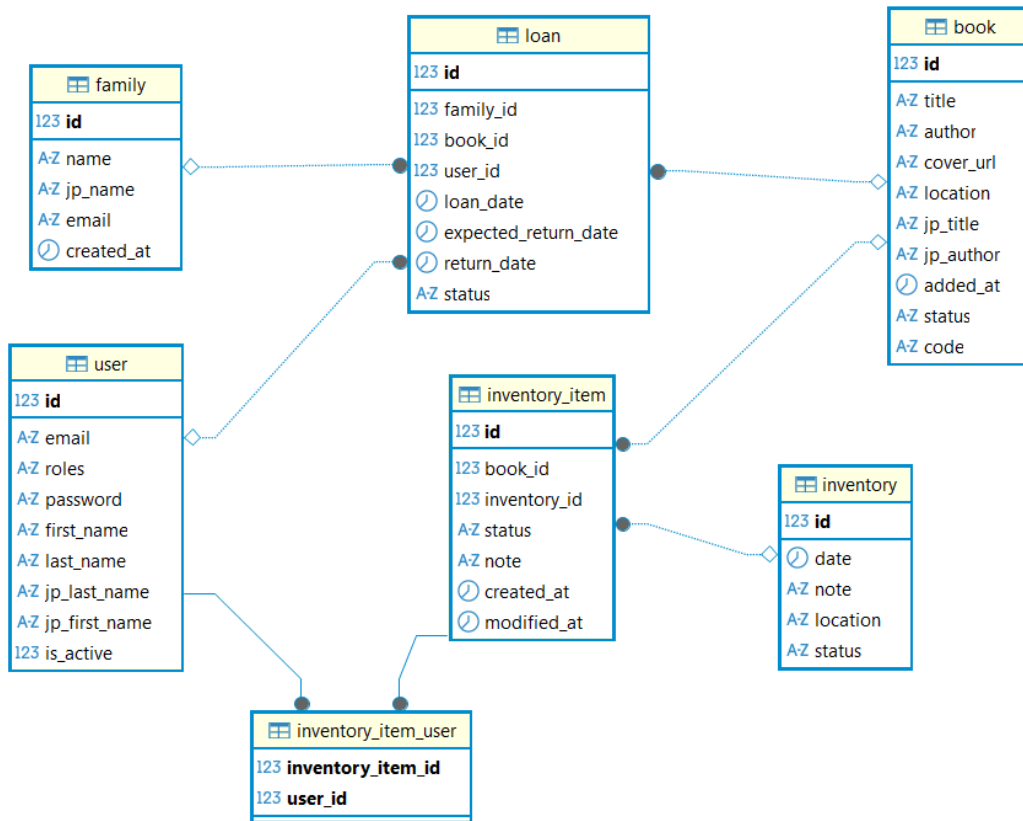 family
123 id
A-Z name
A-Z jp_name
A-Z email
created_at
loan
123 id
123 family_id
123 book_id
123 user_id
loan_date
expected_return_date
return_date
A-Z status
book
123 id
A-Z title
A-Z author
A-Z cover_url
A-Z location
A-Z jp_title
A-Z jp_author
added_at
A-Z status
A-Z code
user
123 id
A-Z email
A-Z roles
A-Z password
A-Z first_name
A-Z last_name
A-Z jp_last_name
A-Z jp_first_name
123 is_active
inventory_item
123 id
123 book_id
123 inventory_id
A-Z status
A-Z note
created_at
modified_at
inventory
123 id
date
A-Z note
A-Z location
A-Z status
inventory_item_user
123 inventory_item_id
123 user_id